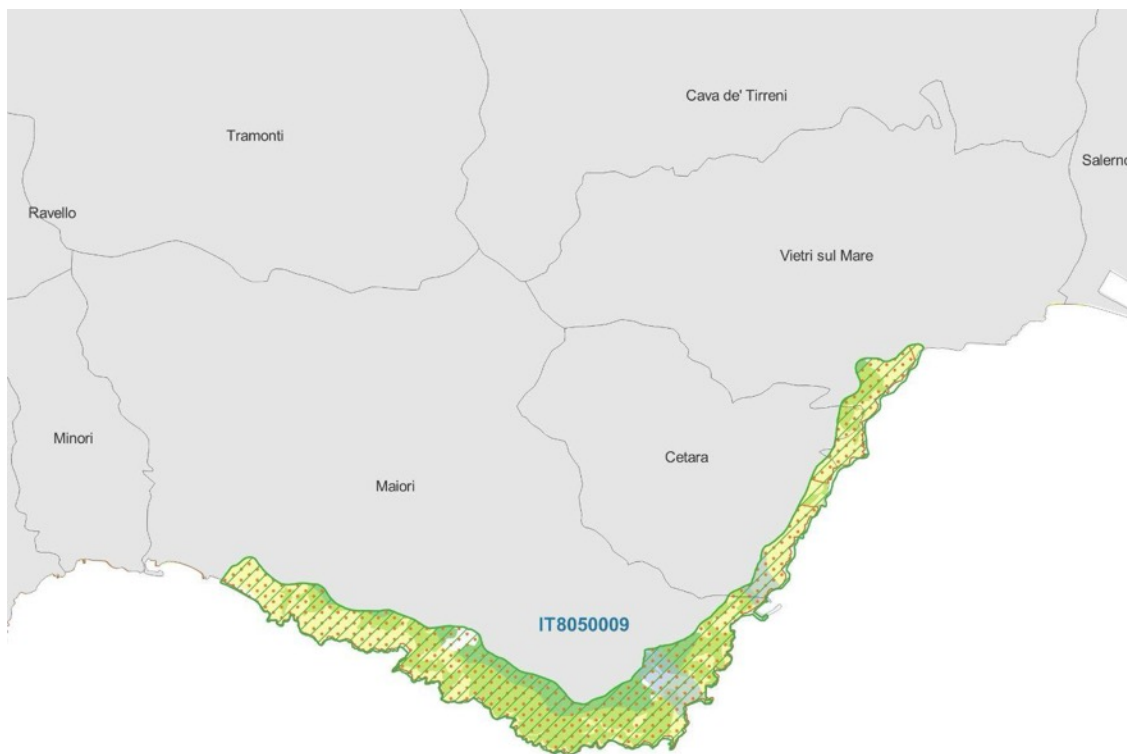 Cava de' Tirreni
Tramonti
Salerno
Ravello
Vietri sul Mare
Minori
Cetara
Maiori
IT8050009